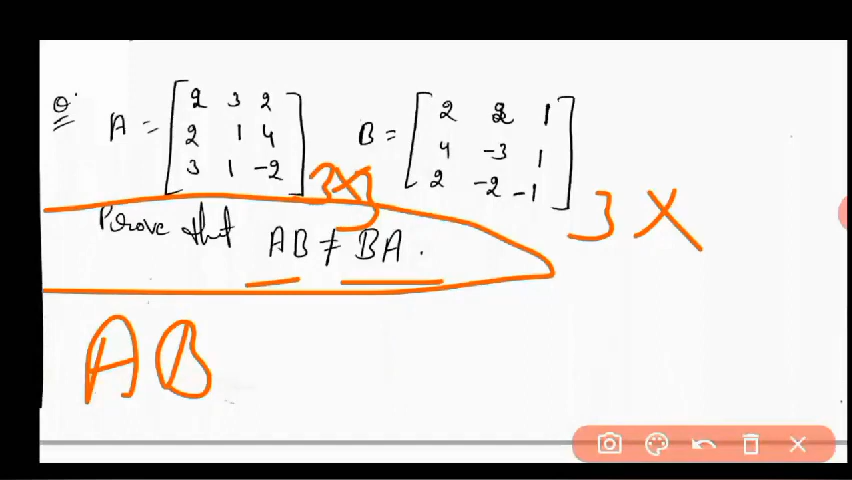 Q. A = [ 2 3 2 B = [ 2 2 1
2 1 4 4 -3 1
3 1 -2 ] 3×3 2 -2 -1 ] 3 ×
Prove that AB ≠ BA.
AB